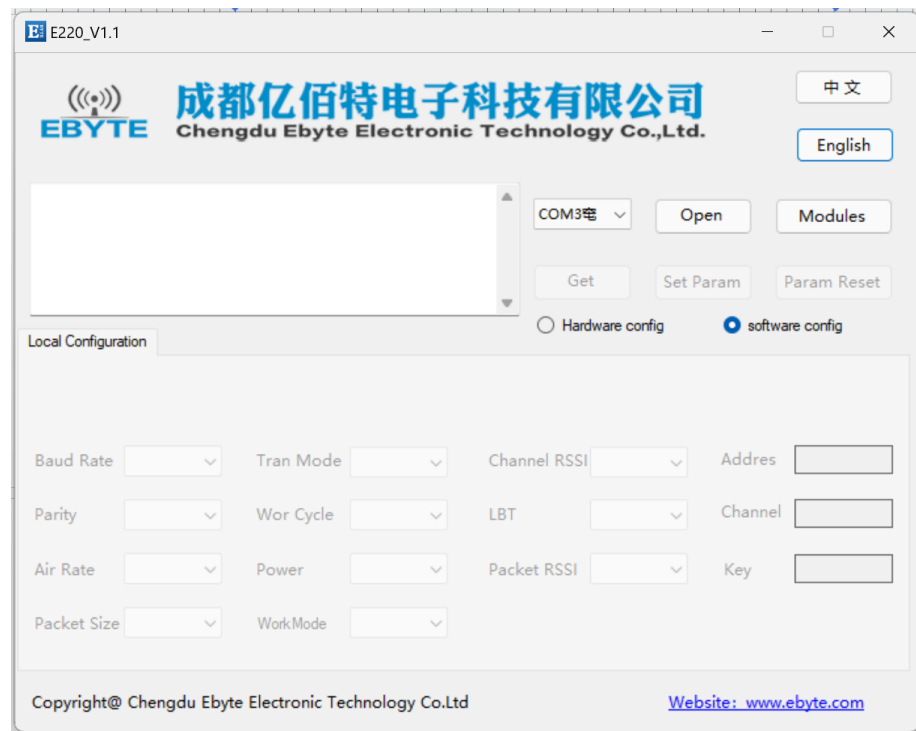 E220_V1.1
EBYTE
成都亿佰特电子科技有限公司
Chengdu Ebyte Electronic Technology Co.,Ltd.
中文
English
COM3
Open
Modules
Get
Set Param
Param Reset
Hardware config
software config
Local Configuration
Baud Rate
Tran Mode
Channel RSSI
Addres
Parity
Wor Cycle
LBT
Channel
Air Rate
Power
Packet RSSI
Key
Packet Size
WorkMode
Copyright@ Chengdu Ebyte Electronic Technology Co.Ltd
Website：www.ebyte.com